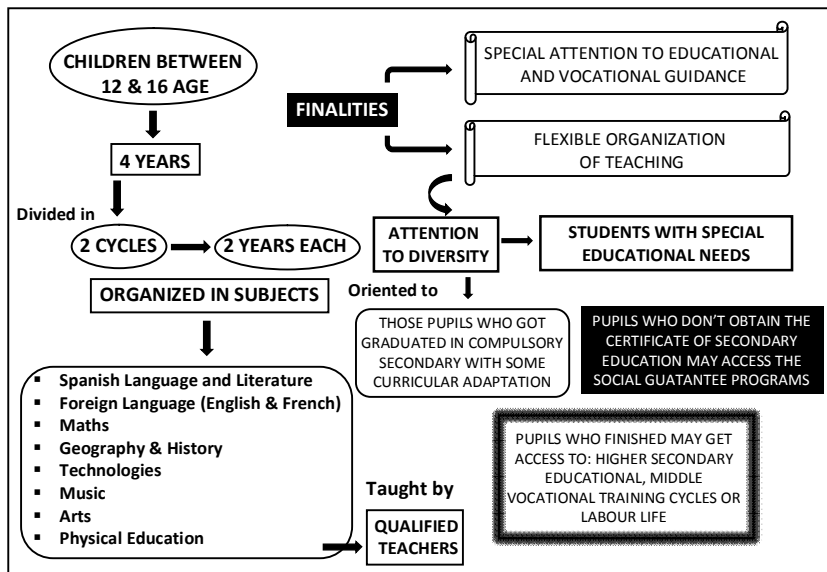 CHILDREN BETWEEN
12 & 16 AGE
4 YEARS
Divided in
2 CYCLES
2 YEARS EACH
ORGANIZED IN SUBJECTS
▪ Spanish Language and Literature
▪ Foreign Language (English & French)
▪ Maths
▪ Geography & History
▪ Technologies
▪ Music
▪ Arts
▪ Physical Education
Taught by
QUALIFIED
TEACHERS
FINALITIES
SPECIAL ATTENTION TO EDUCATIONAL
AND VOCATIONAL GUIDANCE
FLEXIBLE ORGANIZATION
OF TEACHING
ATTENTION
TO DIVERSITY
STUDENTS WITH SPECIAL
EDUCATIONAL NEEDS
Oriented to
THOSE PUPILS WHO GOT
GRADUATED IN COMPULSORY
SECONDARY WITH SOME
CURRICULAR ADAPTATION
PUPILS WHO DON'T OBTAIN THE
CERTIFICATE OF SECONDARY
EDUCATION MAY ACCESS THE
SOCIAL GUATANTEE PROGRAMS
PUPILS WHO FINISHED MAY GET
ACCESS TO: HIGHER SECONDARY
EDUCATIONAL, MIDDLE
VOCATIONAL TRAINING CYCLES OR
LABOUR LIFE